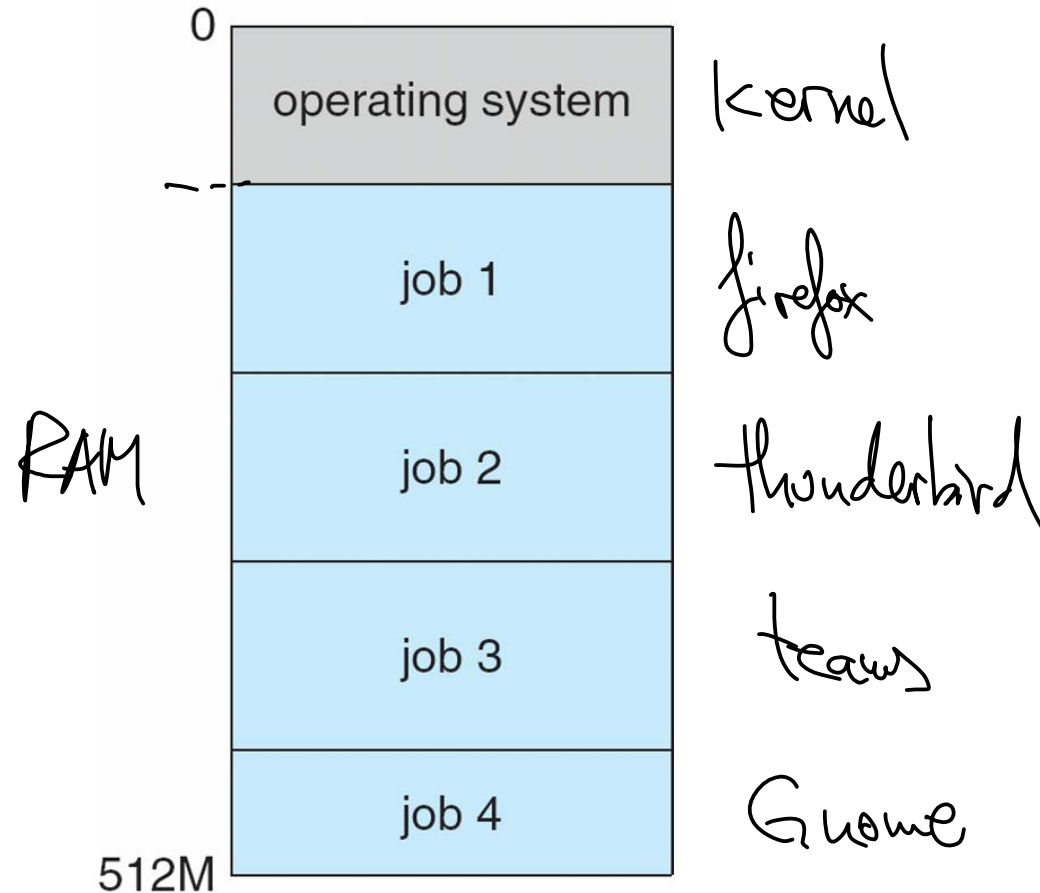 0
operating system kernel
job 1 firefox
RAM job 2 thunderbird
job 3 teams
job 4 Gnome
512M